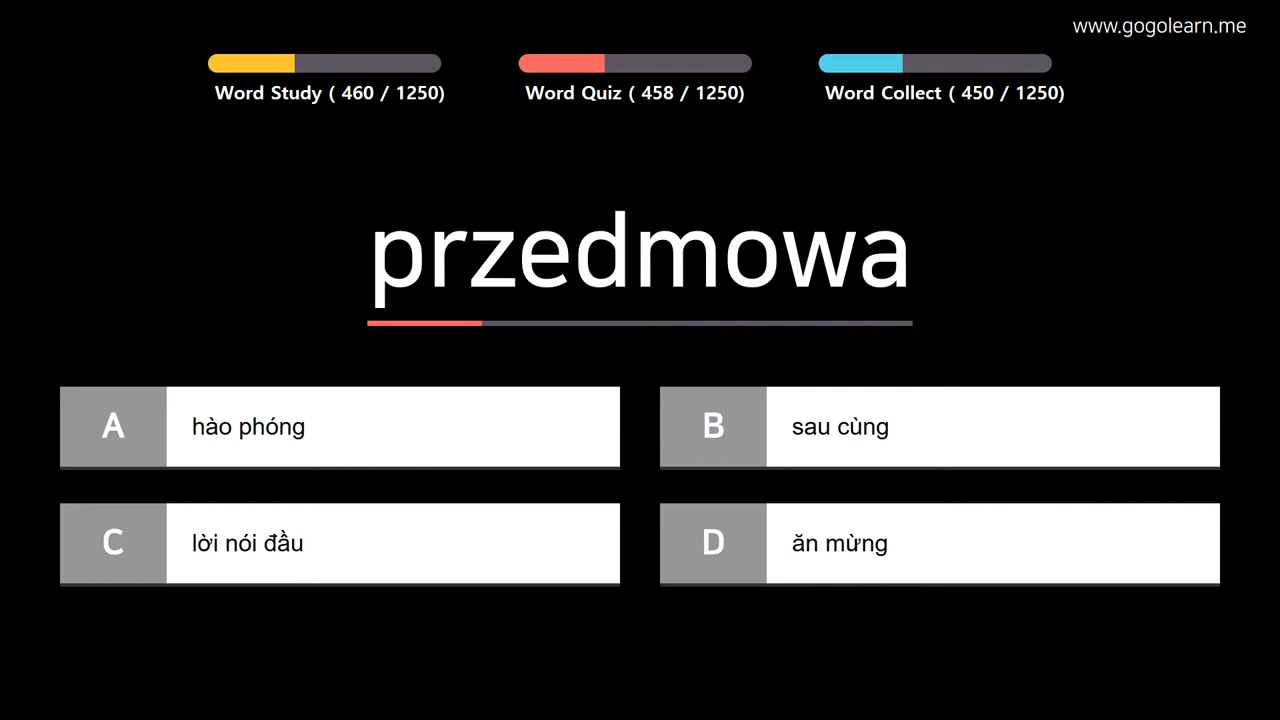 www.gogolearn.me
Word Study ( 460 / 1250)
Word Quiz ( 458 / 1250)
Word Collect ( 450 / 1250)
przedmowa
A hào phóng
B sau cùng
C lời nói đầu
D ăn mừng